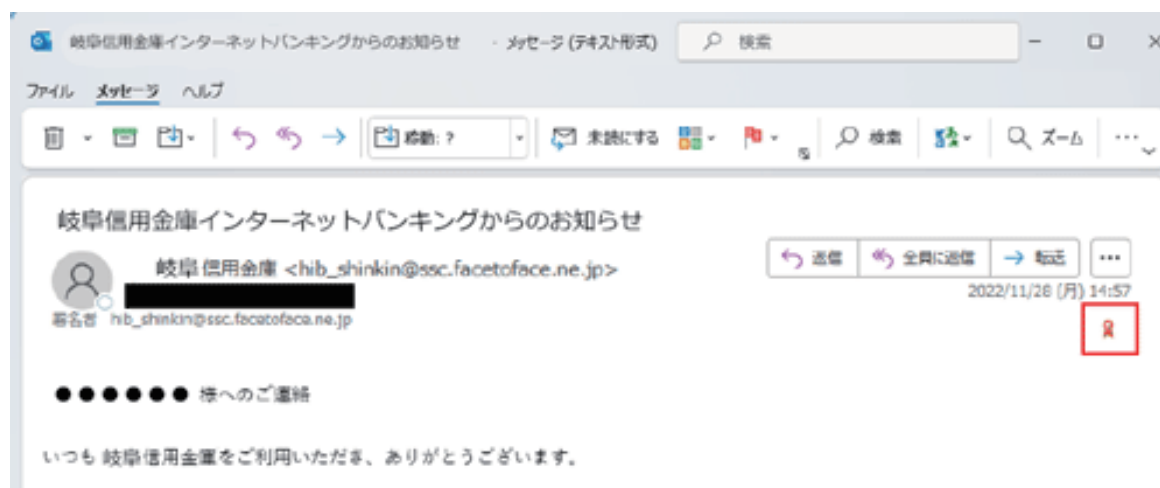 岐阜信用金庫インターネットバンキングからのお知らせ - メッセージ (テキスト形式) 検索
ファイル メッセージ ヘルプ
移動: ? 未読にする 検索 ズーム
岐阜信用金庫インターネットバンキングからのお知らせ
岐阜 信用金庫 <hib_shinkin@ssc.facetoface.ne.jp>
返信 全員に返信 転送
2022/11/28 (月) 14:57
署名者 hib_shinkin@ssc.facetoface.ne.jp
●●●●●● 様へのご連絡
いつも 岐阜信用金庫をご利用いただき、ありがとうございます。